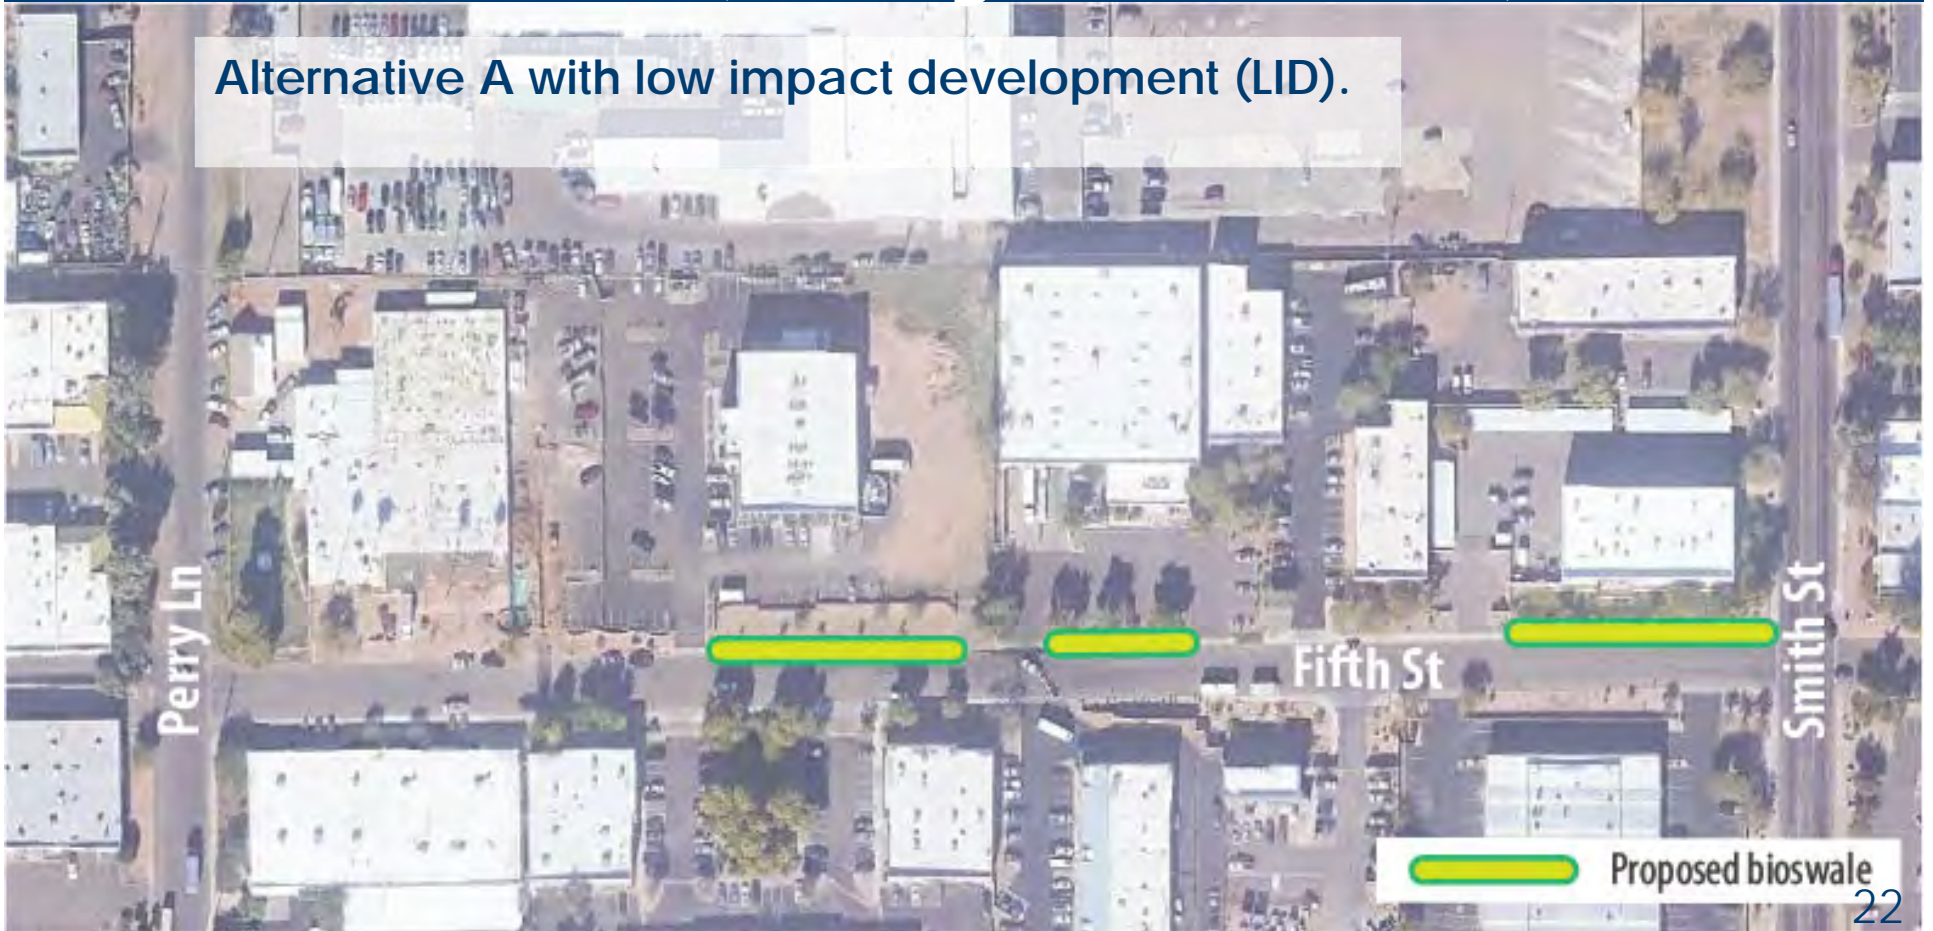 Alternative A with low impact development (LID).
Perry Ln
Fifth St
Smith St
Proposed bioswale
22